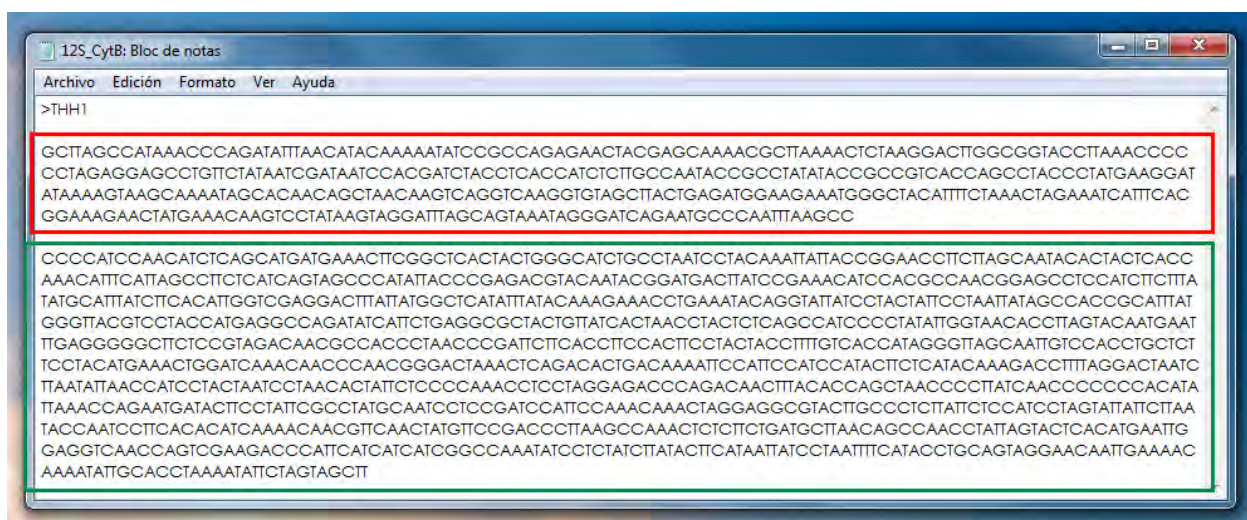 12S_CytB: Bloc de notas
Archivo Edición Formato Ver Ayuda
>THH1
GCTTAGCCATAAACCCAGATATTTAACATACAAAAATATCCGCCAGAGAACTACGAGCAAAACGCTTAAAACTCTAAGGACTTGGCGGTACCTTAAACCCC
CCTAGAGGAGCCTGTTCTATAATCGATAATCCACGATCTACCTCACCATCTCTTGCCAATACCGCCTATATACCGCCGTCACCAGCCTACCCTATGAAGGAT
ATAAAAGTAAGCAAAATAGCACAACAGCTAACAAGTCAGGTCAAGGTGTAGCTTACTGAGATGGAAGAAATGGGCTACATTTTCTAAACTAGAAATCATTTCAC
GGAAAGAACTATGAAACAAGTCCTATAAGTAGGATTTAGCAGTAAATAGGGATCAGAATGCCCAATTTAAGCC
CCCCATCCAACATCTCAGCATGATGAAACTTCGGCTCACTACTGGGCATCTGCCTAATCCTACAAATTATTACCGGAACCTTCTTAGCAATACACTACTCACC
AAACATTTCATTAGCCTTCTCATCAGTAGCCCATATTACCCGAGACGTACAATACGGATGACTTATCCGAAACATCCACGCCAACGGAGCCTCCATCTTCTTTA
TATGCATTTATCTTCACATTGGTCGAGGACTTTATTATGGCTCATATTTATACAAAGAAACCTGAAATACAGGTATTATCCTACTATTCCTAATTATAGCCACCGCATTTAT
GGGTTACGTCCTACCATGAGGCCAGATATCATTCTGAGGCGCTACTGTTATCACTAACCTACTCTCAGCCATCCCCTATATTGGTAACACCTTAGTACAATGAAT
TTGAGGGGGCTTCTCCGTAGACAACGCCACCCTAACCCGATTCTTCACCTTCCACTTCCTACTACCTTTTGTCACCATAGGGTTAGCAATTGTCCACCTGCTCT
TCCTACATGAAACTGGATCAAACAACCCAACGGGACTAAACTCAGACACTGACAAAATTCCATTCCATCCATACTTCTCATACAAAGACCTTTTAGGACTAATC
TTAATATTAACCATCCTACTAATCCTAACACTATTCTCCCCAAACCTCCTAGGAGACCCAGACAACTTTACACCAGCTAACCCCTTATCAACCCCCCCACATA
TTAAACCAGAATGATACTTCCTATTCGCCTATGCAATCCTCCGATCCATTCCAAACAAACTAGGAGGCGTACTTGCCCTCTTATTCTCCATCCTAGTATTATTCTTAA
TACCAATCCTTCACACATCAAAACAACGTTCAACTATGTTCCGACCCTTAAGCCAAACTCTCTTCTGATGCTTAACAGCCAACCTATTAGTACTCACATGAATTG
GAGGTCAACCAGTCGAAGACCCATTCATCATCATCGGCCAAATATCCTCTATCTTATACTTCATAATTATCCTAATTTTCATACCTGCAGTAGGAACAATTGAAAAC
AAAATATTGCACCTAAAATATTCTAGTAGCTT